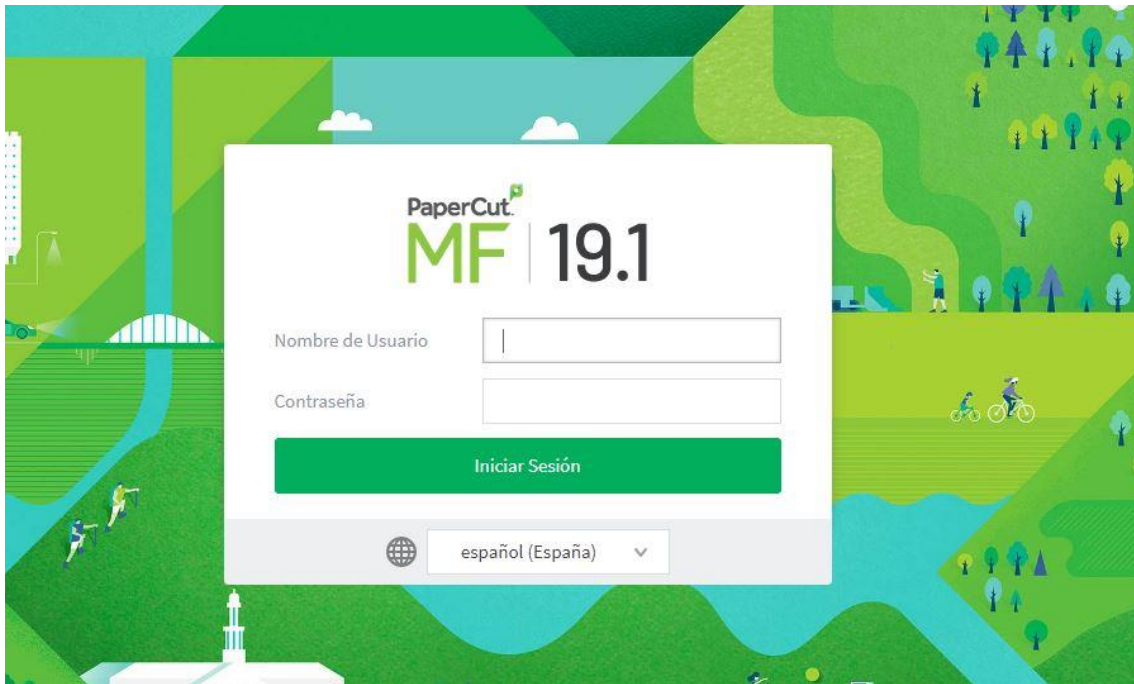 PaperCut
MF 19.1
Nombre de Usuario
Contraseña
Iniciar Sesión
español (España)